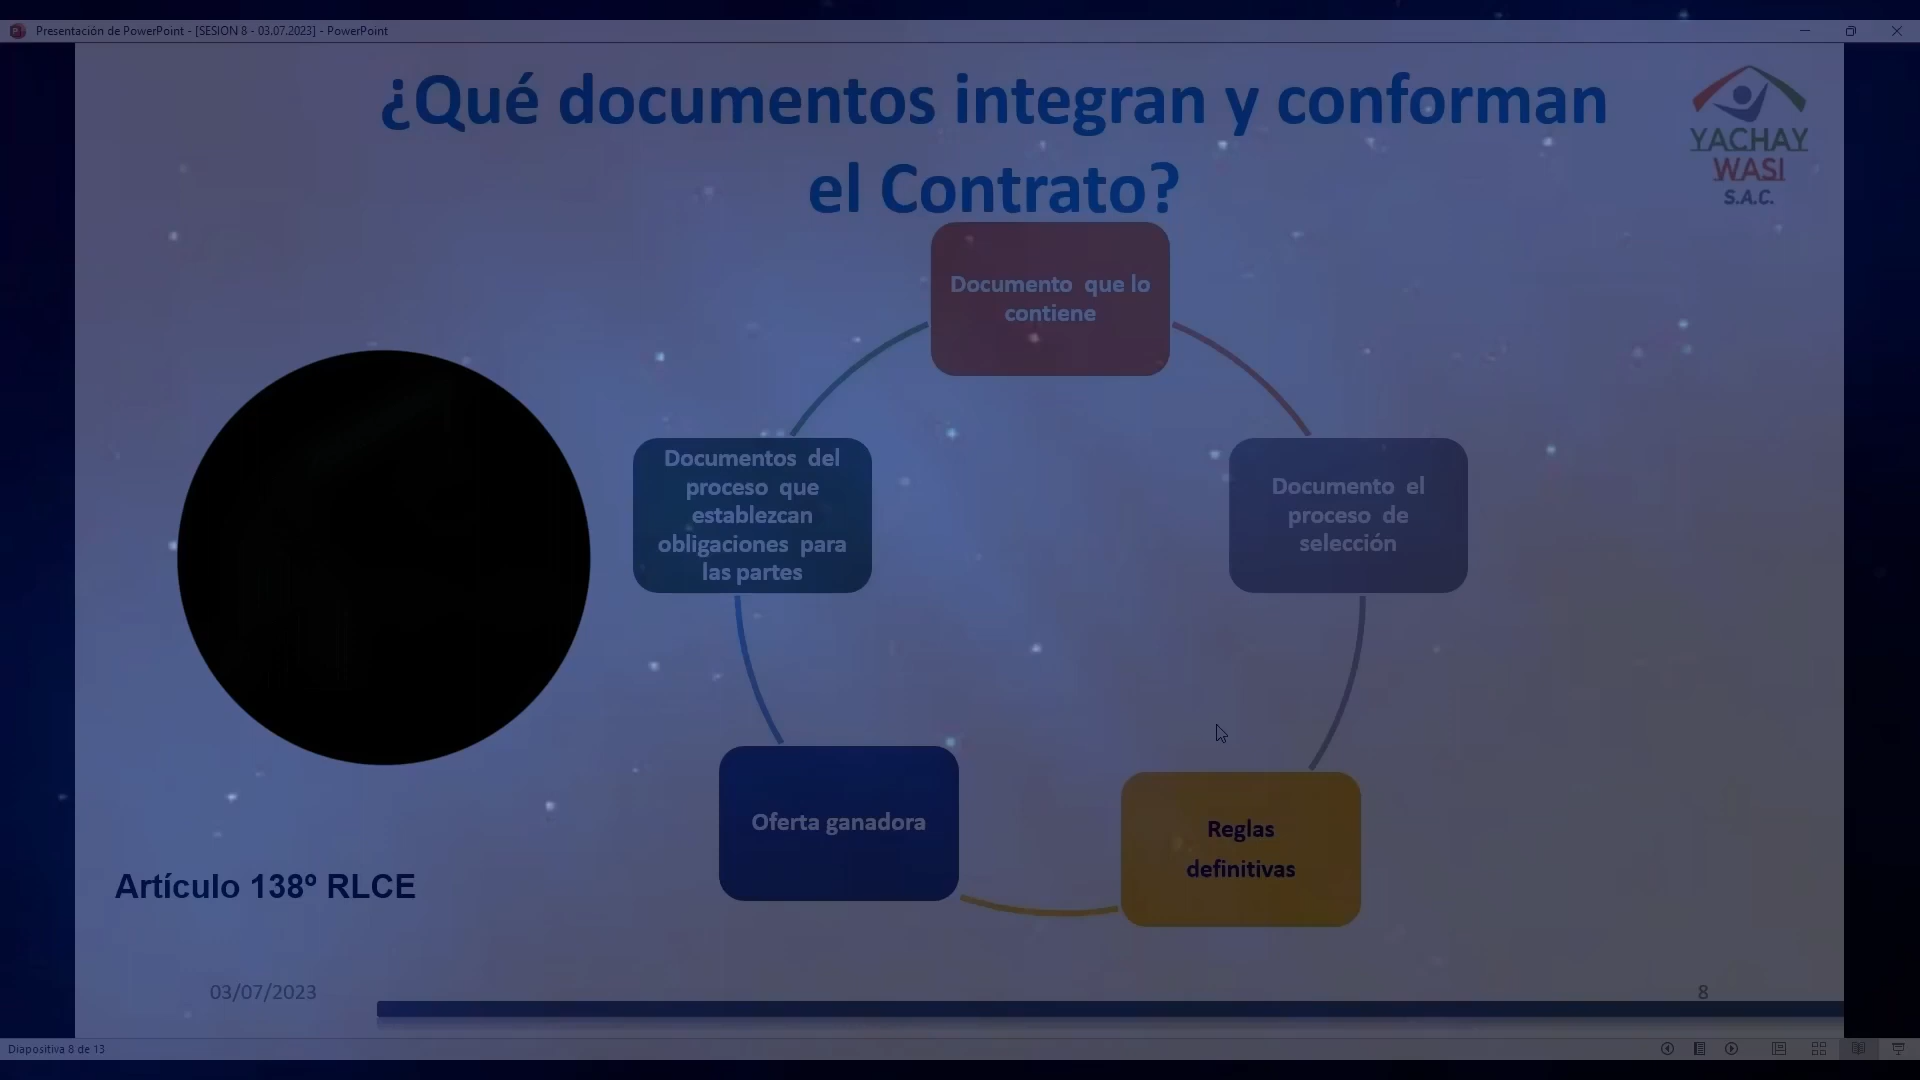 Presentación de PowerPoint - [SESION 8 - 03.07.2023] - PowerPoint
¿Qué documentos integran y conforman
el Contrato?
YACHAY
WASI
S.A.C.
Documento que lo
contiene
Documentos del
proceso que
establezcan
obligaciones para
las partes
Documento el
proceso de
selección
Oferta ganadora
Reglas
definitivas
Artículo 138º RLCE
03/07/2023
8
Diapositiva 8 de 13